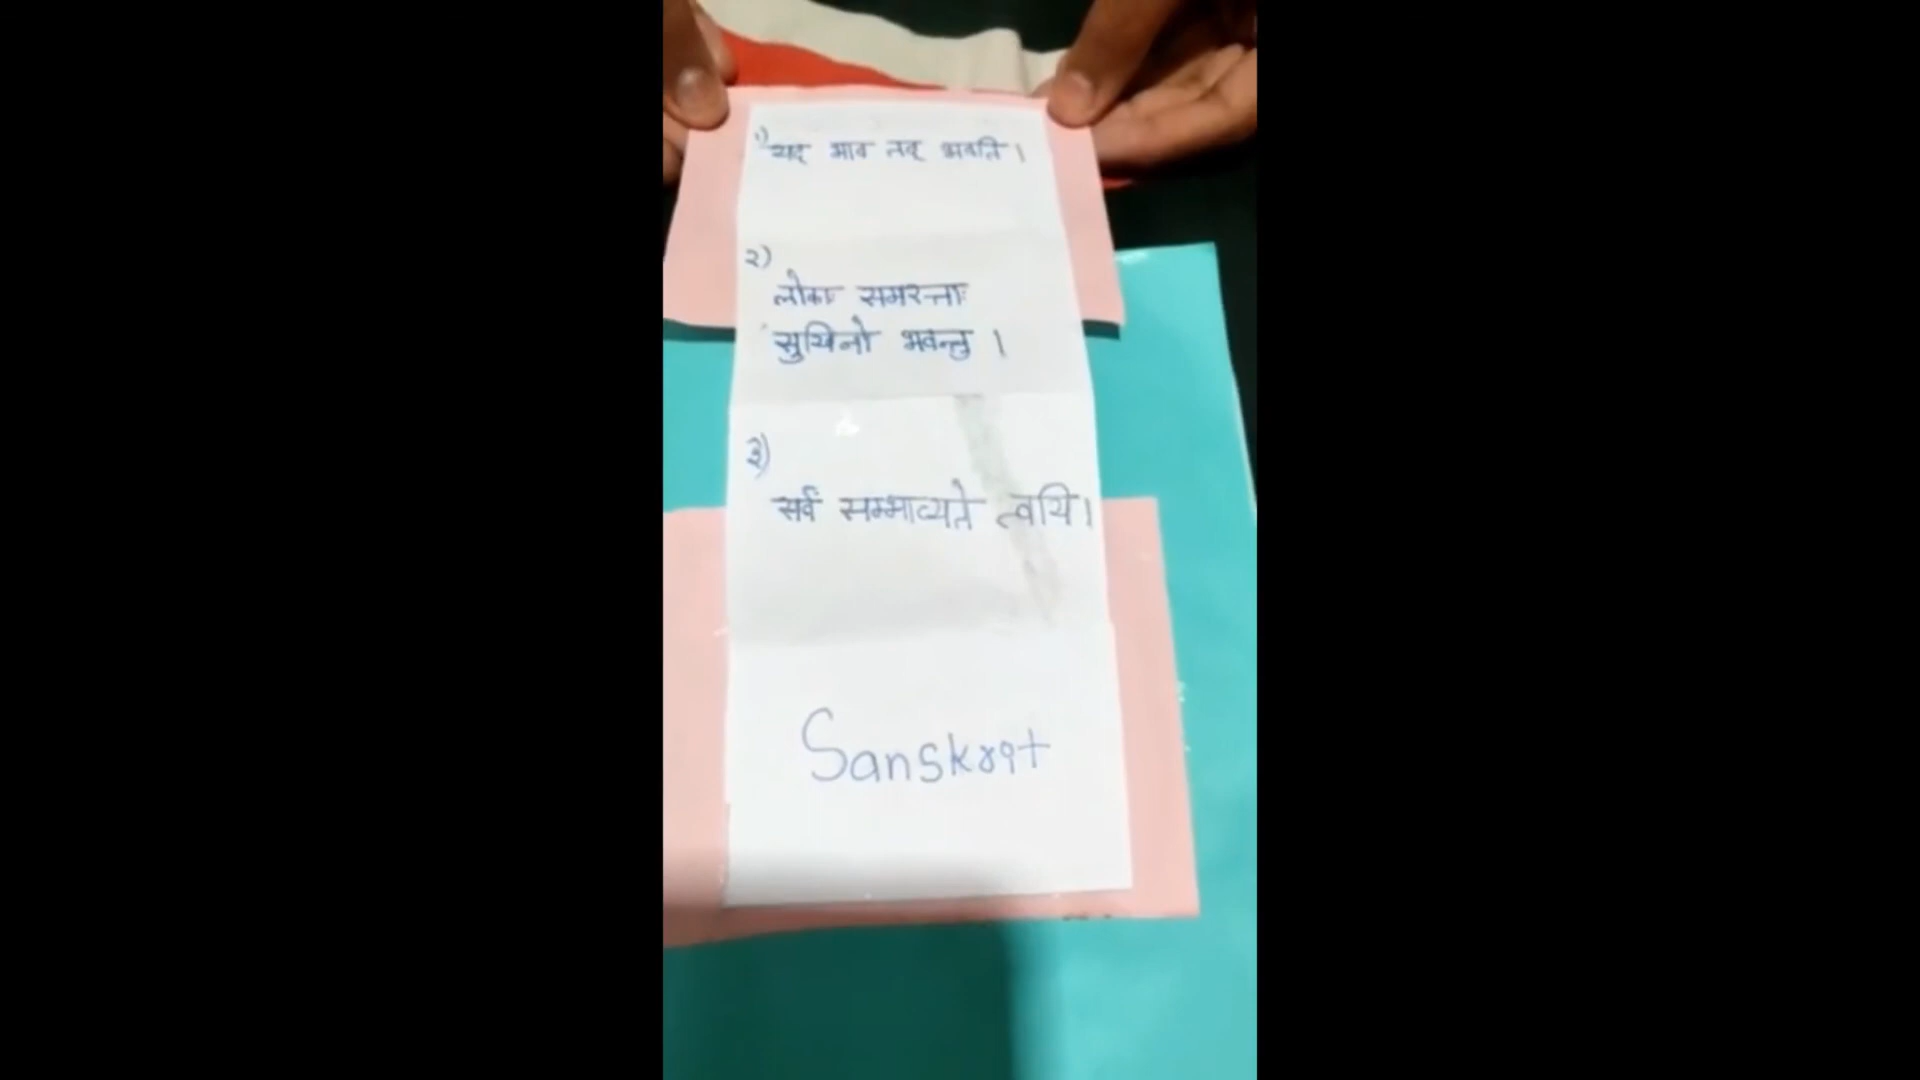 १) यद् भाव तद् भवति ।
२)
लोकाः समस्ताः
सुखिनो भवन्तु ।
३)
सर्वं सम्भाव्यते त्वयि ।
Sanskrit